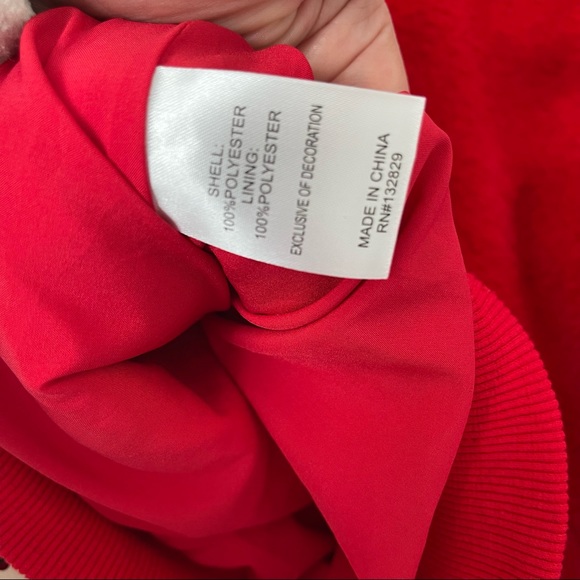 SHELL:
100%POLYESTER
LINING:
100%POLYESTER
EXCLUSIVE OF DECORATION
MADE IN CHINA
RN#132829